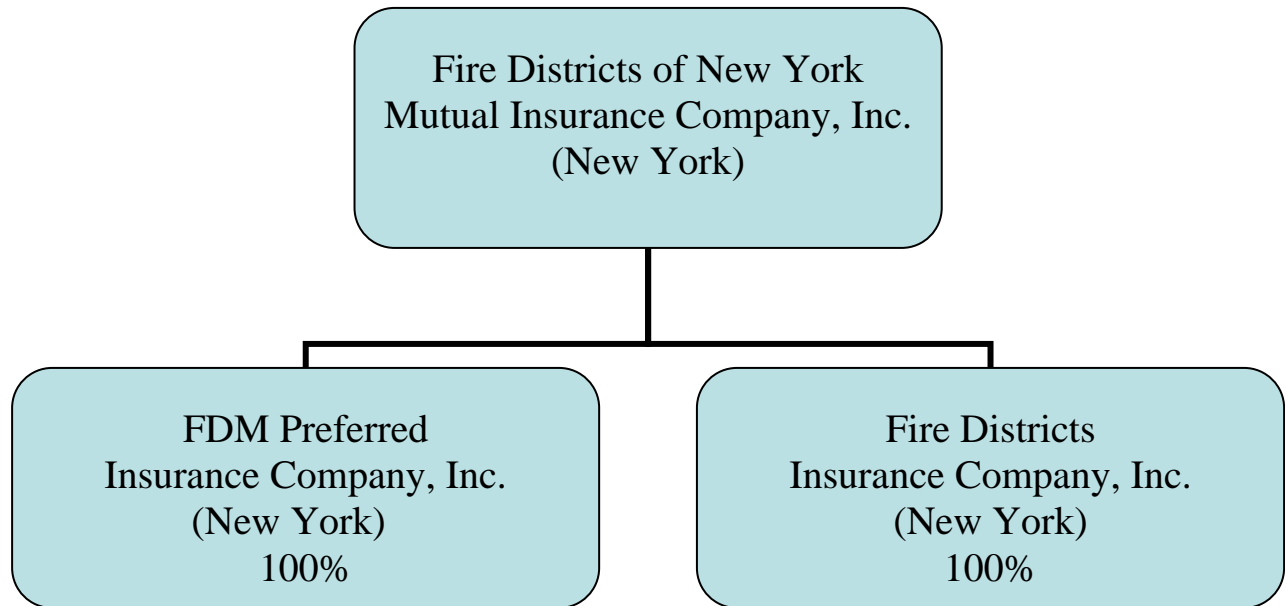 Fire Districts of New York
Mutual Insurance Company, Inc.
(New York)
FDM Preferred
Insurance Company, Inc.
(New York)
100%
Fire Districts
Insurance Company, Inc.
(New York)
100%